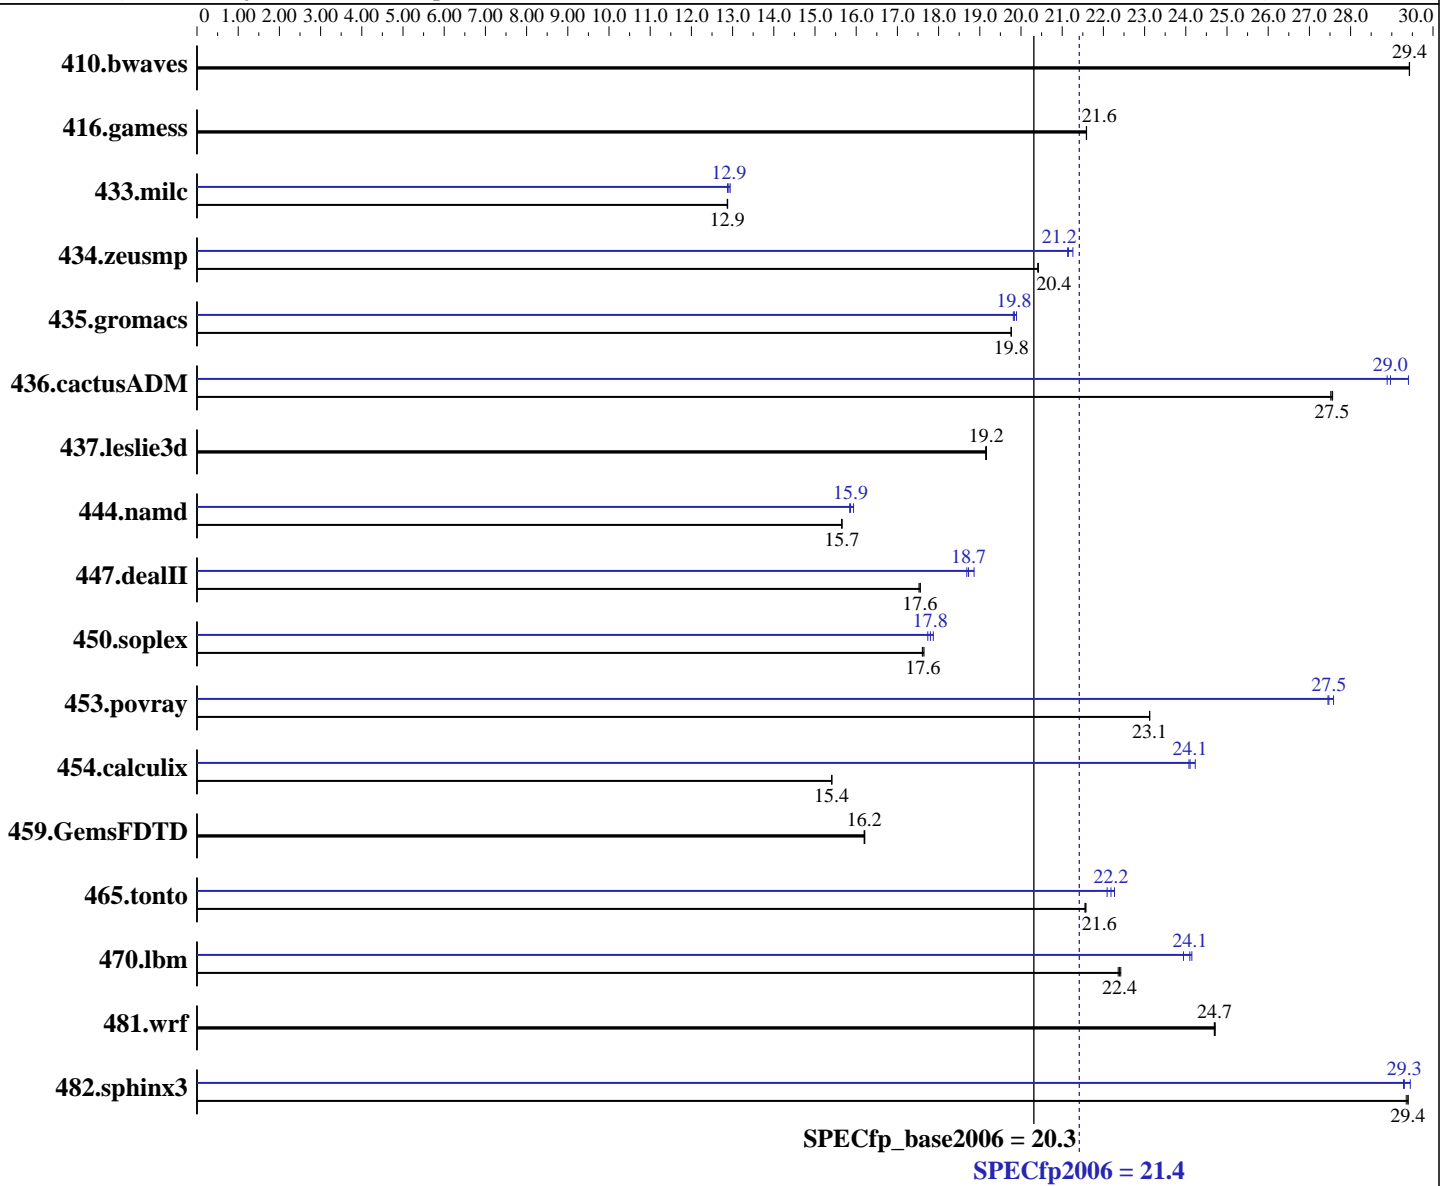 0 1.00 2.00 3.00 4.00 5.00 6.00 7.00 8.00 9.00 10.0 11.0 12.0 13.0 14.0 15.0 16.0 17.0 18.0 19.0 20.0 21.0 22.0 23.0 24.0 25.0 26.0 27.0 28.0 30.0
410.bwaves 29.4
416.gamess 21.6
433.milc 12.9
12.9
434.zeusmp 21.2
20.4
435.gromacs 19.8
19.8
436.cactusADM 29.0
27.5
437.leslie3d 19.2
444.namd 15.9
15.7
447.dealII 18.7
17.6
450.soplex 17.8
17.6
453.povray 27.5
23.1
454.calculix 24.1
15.4
459.GemsFDTD 16.2
465.tonto 22.2
21.6
470.lbm 24.1
22.4
481.wrf 24.7
482.sphinx3 29.3
29.4
SPECfp_base2006 = 20.3
SPECfp2006 = 21.4